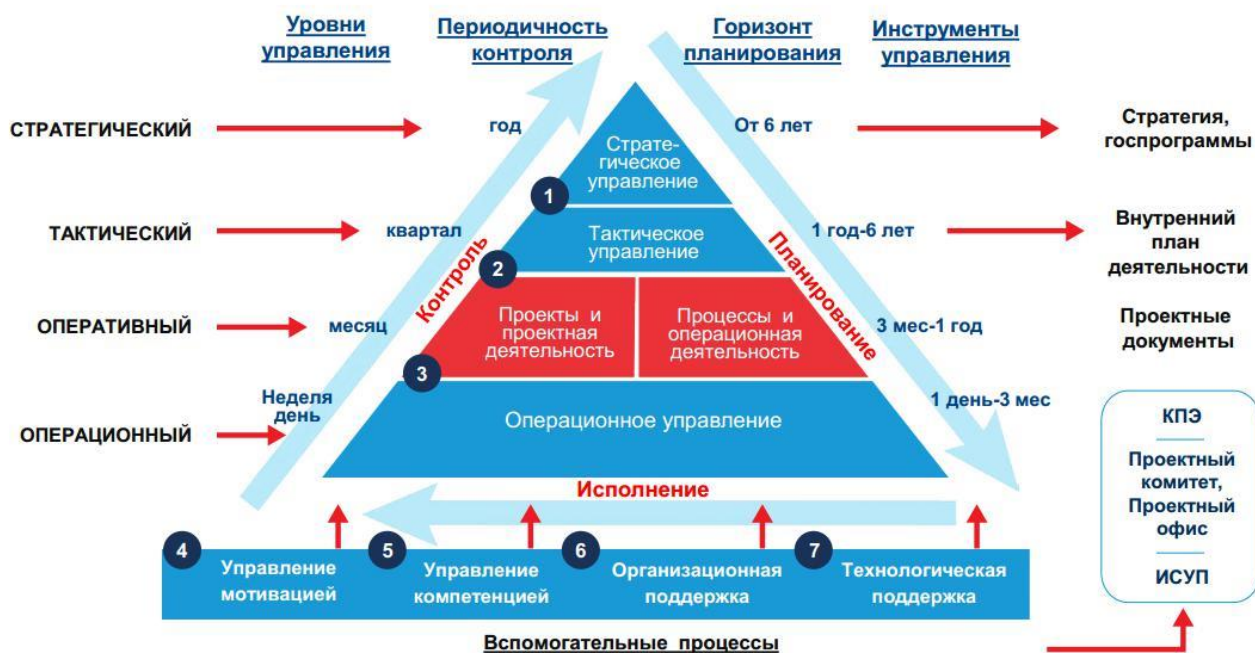 Уровни
управления
Периодичность
контроля
Горизонт
планирования
Инструменты
управления
СТРАТЕГИЧЕСКИЙ
год
Страте-
гическое
управление
От 6 лет
Стратегия,
госпрограммы
1
ТАКТИЧЕСКИЙ
квартал
Тактическое
управление
1 год-6 лет
Внутренний
план
деятельности
2
Контроль
Планирование
ОПЕРАТИВНЫЙ
месяц
Проекты и
проектная
деятельность
Процессы и
операционная
деятельность
3 мес-1 год
Проектные
документы
3
ОПЕРАЦИОННЫЙ
Неделя
день
Операционное управление
1 день-3 мес
КПЭ
Проектный
комитет,
Проектный
офис
ИСУП
Исполнение
4
Управление
мотивацией
5
Управление
компетенцией
6
Организационная
поддержка
7
Технологическая
поддержка
Вспомогательные процессы